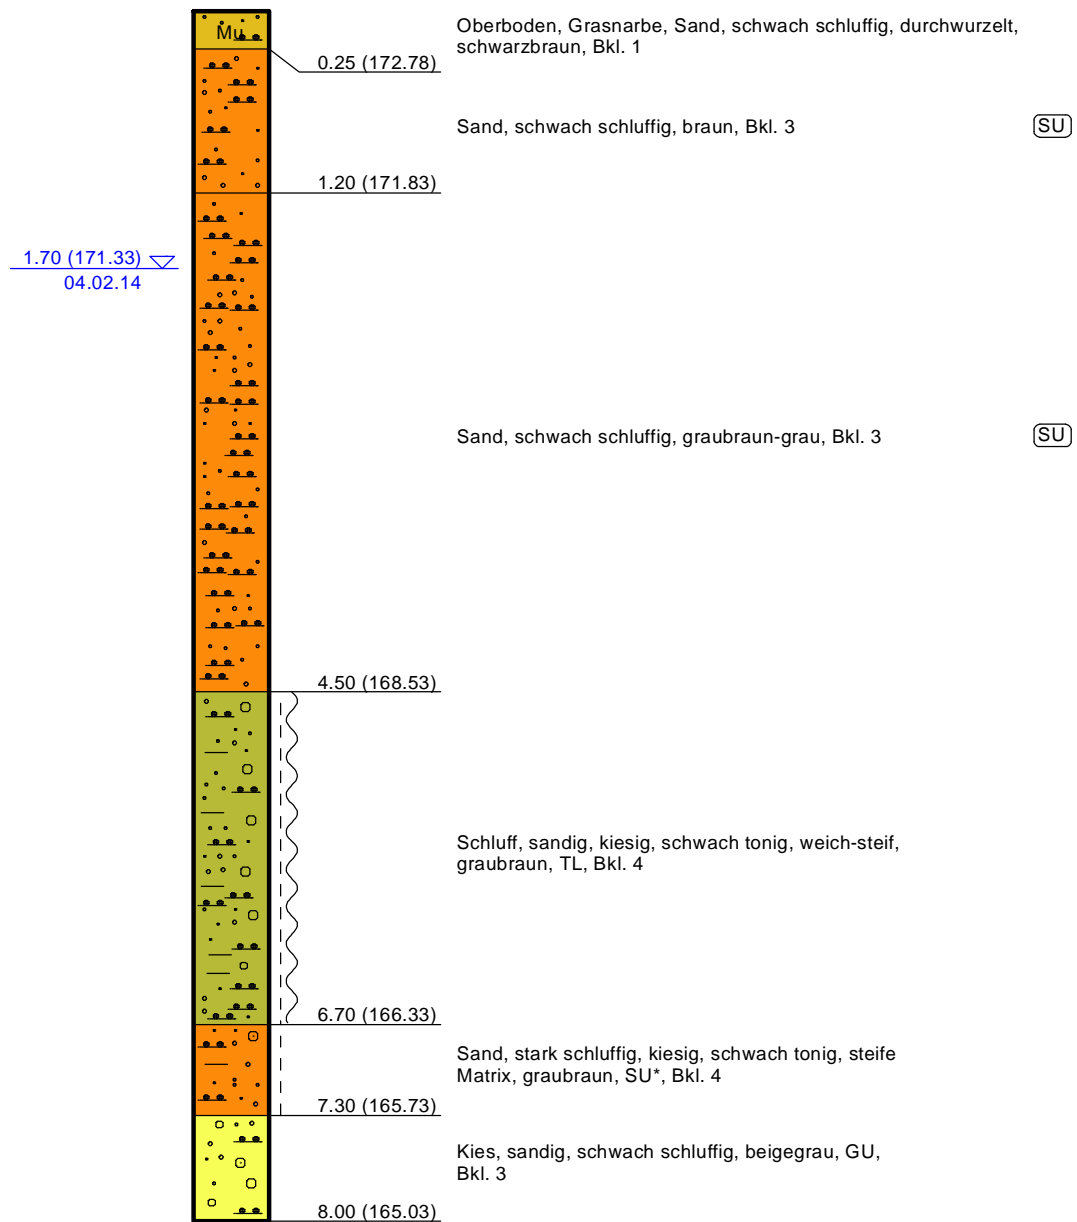 Mu
Oberboden, Grasnarbe, Sand, schwach schluffig, durchwurzelt,
schwarzbraun, Bkl. 1
0.25 (172.78)
Sand, schwach schluffig, braun, Bkl. 3
SU
1.20 (171.83)
1.70 (171.33)
04.02.14
Sand, schwach schluffig, graubraun-grau, Bkl. 3
SU
4.50 (168.53)
Schluff, sandig, kiesig, schwach tonig, weich-steif,
graubraun, TL, Bkl. 4
6.70 (166.33)
Sand, stark schluffig, kiesig, schwach tonig, steife
Matrix, graubraun, SU*, Bkl. 4
7.30 (165.73)
Kies, sandig, schwach schluffig, beigegrau, GU,
Bkl. 3
8.00 (165.03)